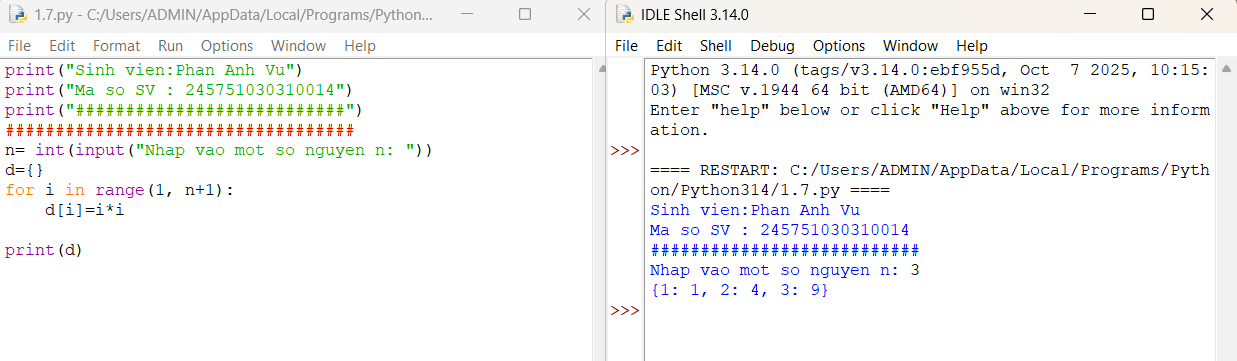 1.7.py - C:/Users/ADMIN/AppData/Local/Programs/Python...
File Edit Format Run Options Window Help
print("Sinh vien:Phan Anh Vu")
print("Ma so SV : 245751030310014")
print("###########################")
###################################
n= int(input("Nhap vao mot so nguyen n: "))
d={}
for i in range(1, n+1):
    d[i]=i*i
print(d)
IDLE Shell 3.14.0
File Edit Shell Debug Options Window Help
Python 3.14.0 (tags/v3.14.0:ebf955d, Oct  7 2025, 10:15:
03) [MSC v.1944 64 bit (AMD64)] on win32
Enter "help" below or click "Help" above for more inform
ation.
>>>
==== RESTART: C:/Users/ADMIN/AppData/Local/Programs/Pyth
on/Python314/1.7.py ====
Sinh vien:Phan Anh Vu
Ma so SV : 245751030310014
###########################
Nhap vao mot so nguyen n: 3
{1: 1, 2: 4, 3: 9}
>>>